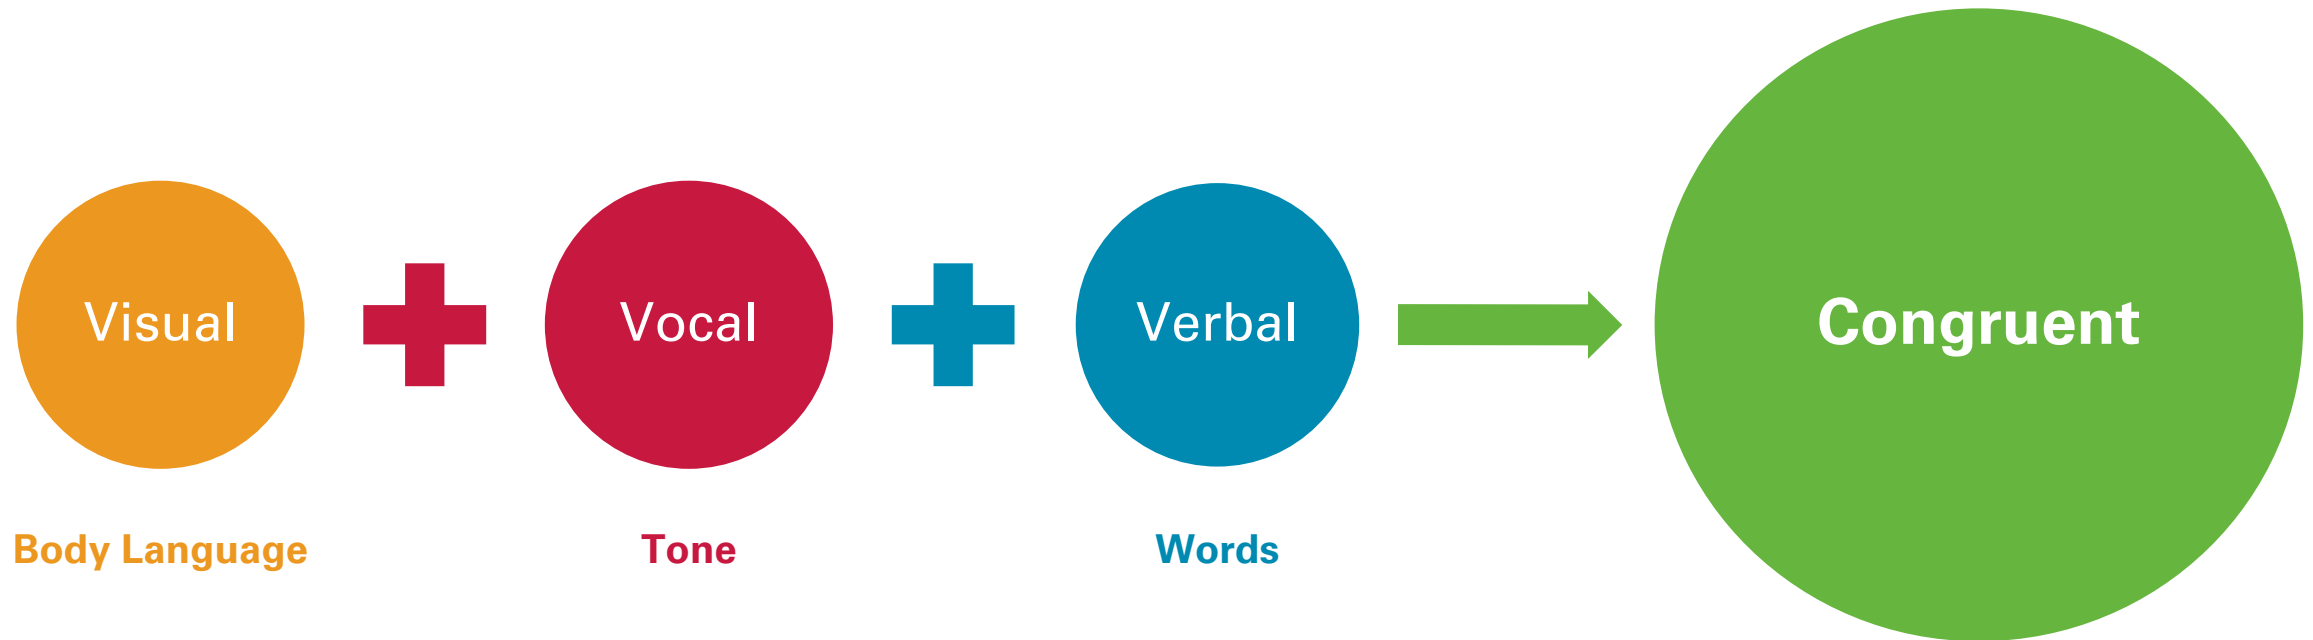 Visual
Vocal
Verbal
Congruent
Body Language
Tone
Words